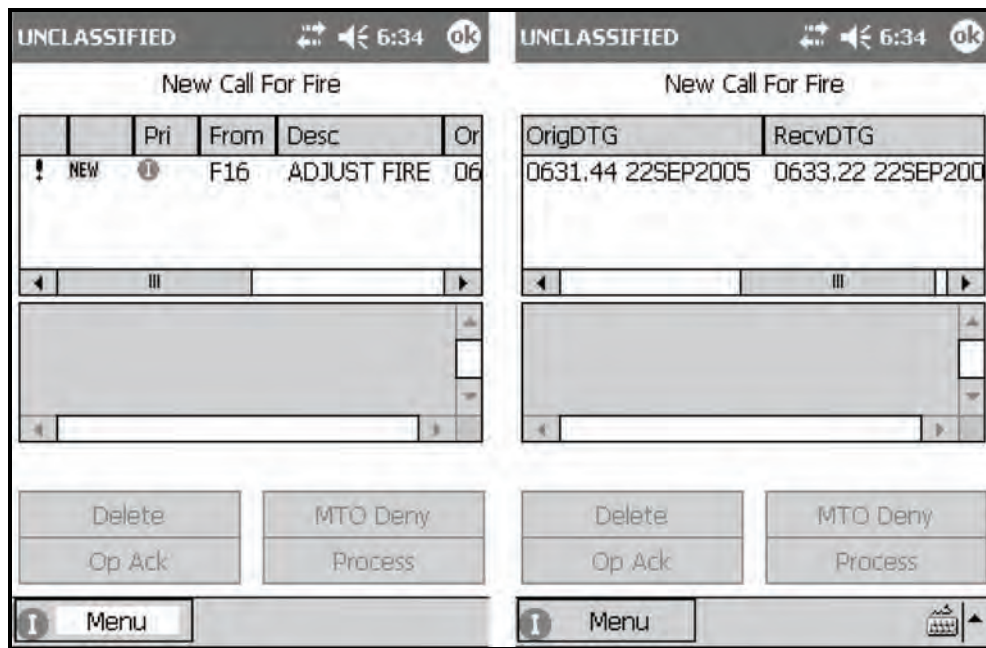 UNCLASSIFIED 6:34 ok
New Call For Fire
Pri From Desc Or
! NEW I F16 ADJUST FIRE 06
Delete MTO Deny
Op Ack Process
I Menu
UNCLASSIFIED 6:34 ok
New Call For Fire
OrigDTG RecvDTG
0631.44 22SEP2005 0633.22 22SEP200
Delete MTO Deny
Op Ack Process
I Menu